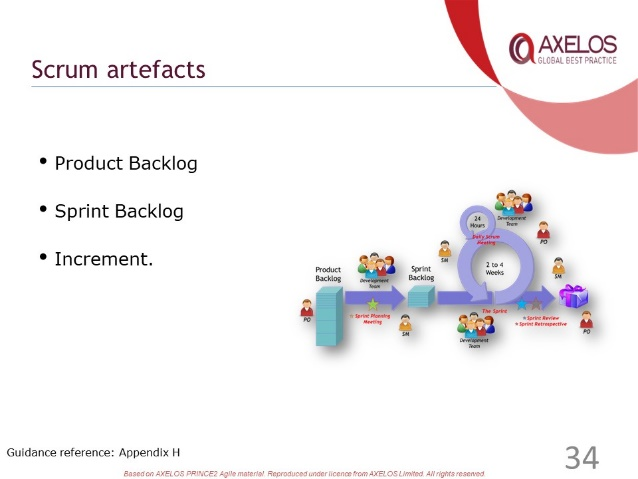 AXELOS
GLOBAL BEST PRACTICE
Scrum artefacts
• Product Backlog
• Sprint Backlog
• Increment.
24
Hours
Development
Team
Daily Scrum
Meeting
PO
SM
2 to 4
Weeks
SM
Product
Backlog
Development
Team
Sprint
Backlog
PO
Sprint Planning
Meeting
SM
The Sprint
Sprint Review
Sprint Retrospective
PO
Development
Team
Guidance reference: Appendix H
34
Based on AXELOS PRINCE2 Agile material. Reproduced under licence from AXELOS Limited. All rights reserved